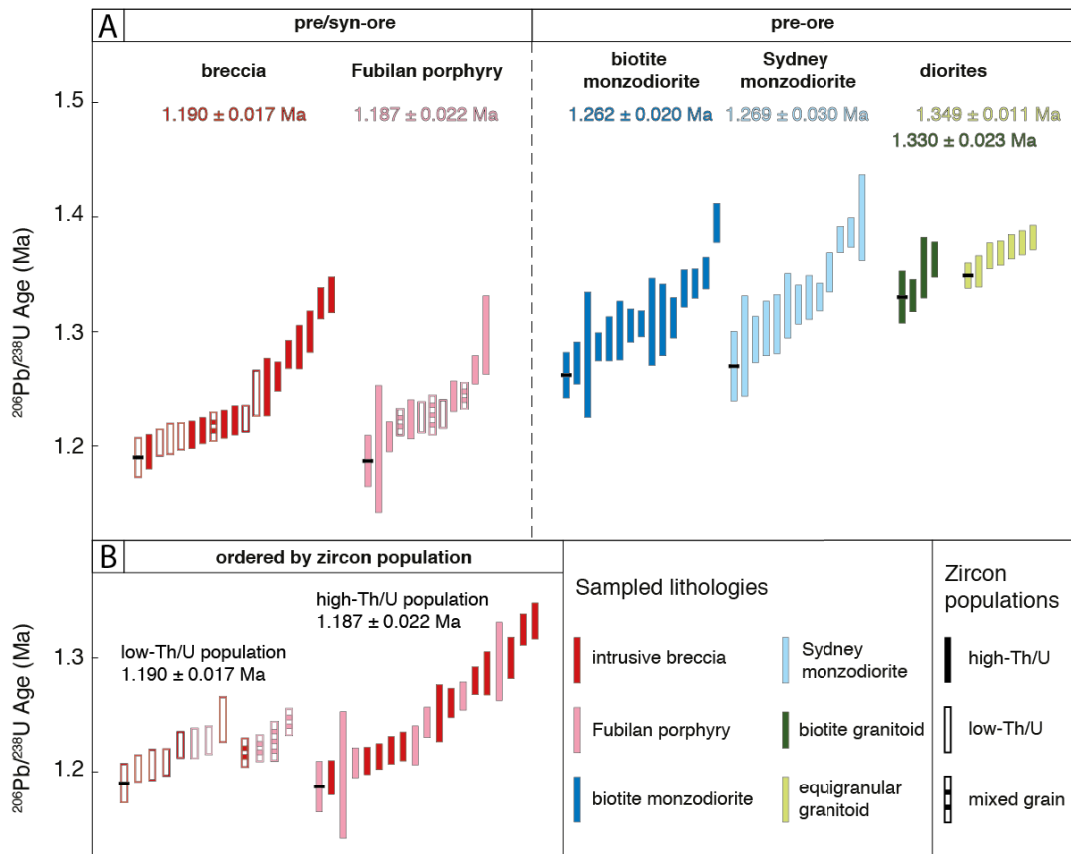 A
pre/syn-ore
pre-ore
breccia
Fubilan porphyry
biotite
monzodiorite
Sydney
monzodiorite
diorites
1.190 ± 0.017 Ma
1.187 ± 0.022 Ma
1.262 ± 0.020 Ma
1.269 ± 0.030 Ma
1.349 ± 0.011 Ma
1.330 ± 0.023 Ma
1.5
1.4
1.3
1.2
206Pb/238U Age (Ma)
B
ordered by zircon population
high-Th/U population
1.187 ± 0.022 Ma
low-Th/U population
1.190 ± 0.017 Ma
1.3
1.2
206Pb/238U Age (Ma)
Sampled lithologies
intrusive breccia
Fubilan porphyry
biotite monzodiorite
Sydney
monzodiorite
biotite granitoid
equigranular
granitoid
Zircon
populations
high-Th/U
low-Th/U
mixed grain